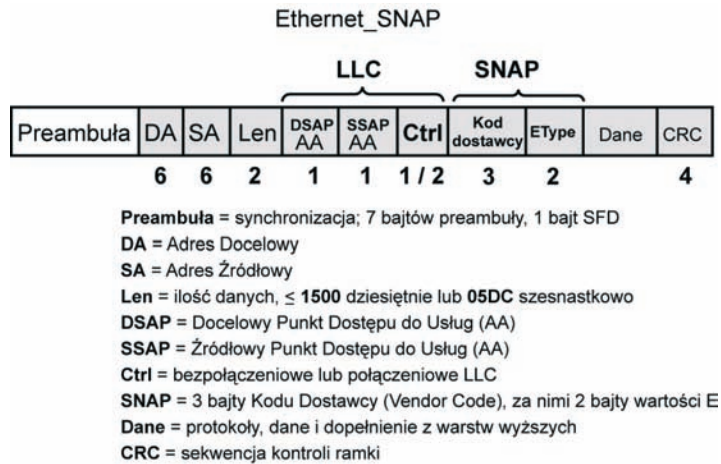 Ethernet_SNAP
LLC SNAP
Preambuła DA SA Len DSAP AA SSAP AA Ctrl Kod dostawcy EType Dane CRC
6 6 2 1 1 1 / 2 3 2 4
Preambuła = synchronizacja; 7 bajtów preambuły, 1 bajt SFD
DA = Adres Docelowy
SA = Adres Źródłowy
Len = ilość danych, ≤ 1500 dziesiętnie lub 05DC szesnastkowo
DSAP = Docelowy Punkt Dostępu do Usług (AA)
SSAP = Źródłowy Punkt Dostępu do Usług (AA)
Ctrl = bezpołączeniowe lub połączeniowe LLC
SNAP = 3 bajty Kodu Dostawcy (Vendor Code), za nimi 2 bajty wartości E
Dane = protokoły, dane i dopełnienie z warstw wyższych
CRC = sekwencja kontroli ramki